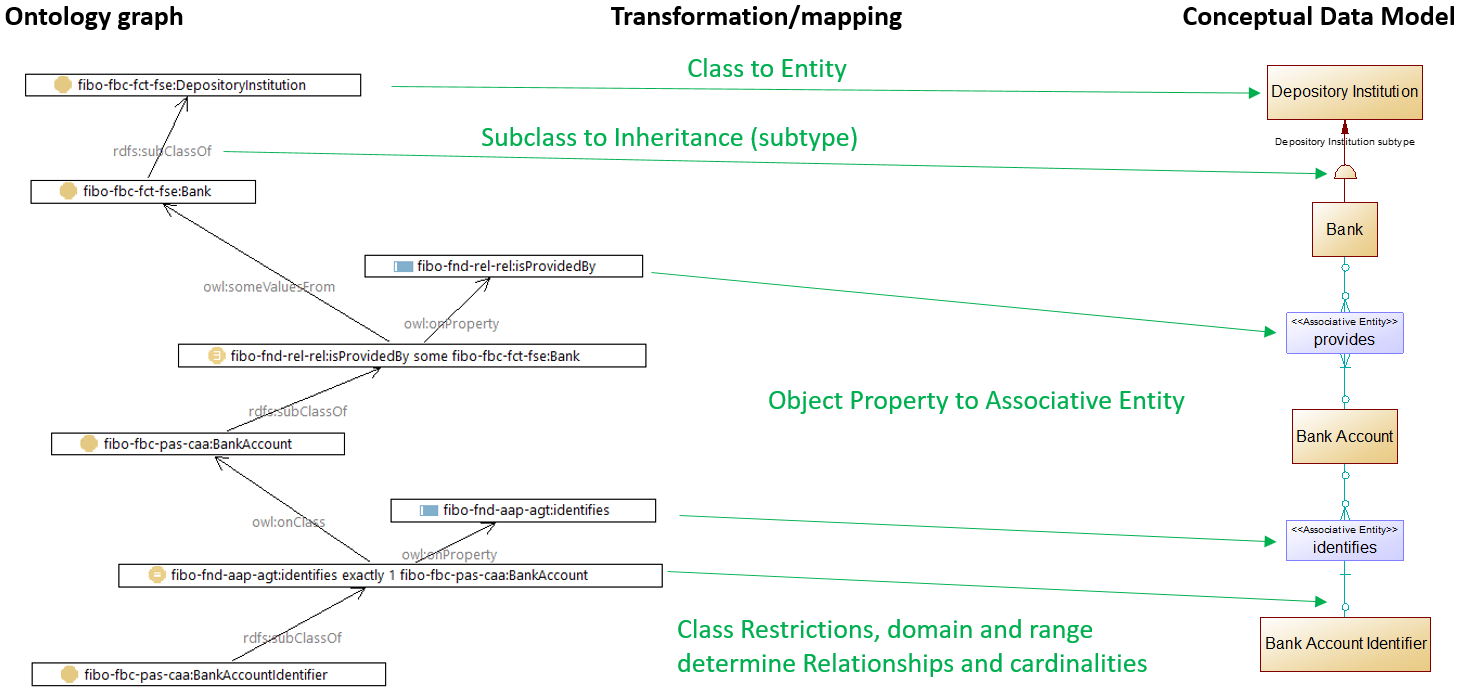 Ontology graph
Transformation/mapping
Conceptual Data Model
fibo-fbc-fct-fse:DepositoryInstitution
Class to Entity
Depository Institution
rdfs:subClassOf
Subclass to Inheritance (subtype)
Depository Institution subtype
fibo-fbc-fct-fse:Bank
Bank
fibo-fnd-rel-rel:isProvidedBy
owl:someValuesFrom
owl:onProperty
<<Associative Entity>>
provides
fibo-fnd-rel-rel:isProvidedBy some fibo-fbc-fct-fse:Bank
rdfs:subClassOf
Object Property to Associative Entity
fibo-fbc-pas-caa:BankAccount
Bank Account
fibo-fnd-aap-agt:identifies
owl:onClass
owl:onProperty
<<Associative Entity>>
identifies
fibo-fnd-aap-agt:identifies exactly 1 fibo-fbc-pas-caa:BankAccount
rdfs:subClassOf
Class Restrictions, domain and range
determine Relationships and cardinalities
Bank Account Identifier
fibo-fbc-pas-caa:BankAccountIdentifier